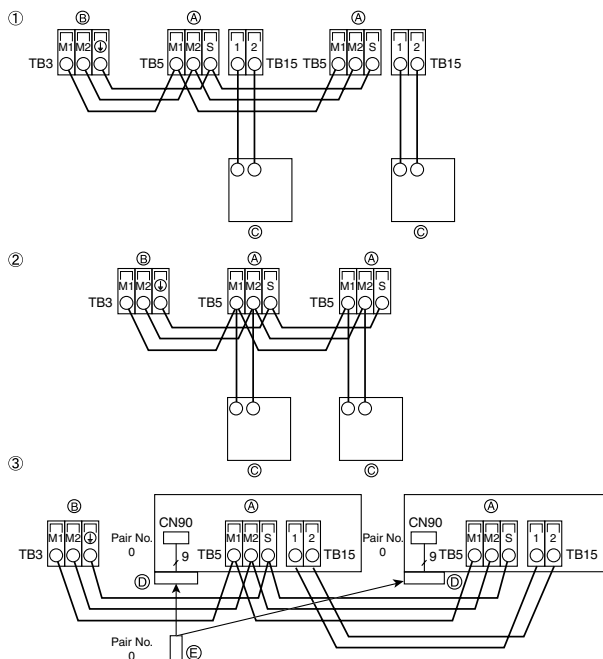 ①
Ⓑ Ⓐ Ⓐ
M1 M2 ⏚ M1 M2 S 1 2 M1 M2 S 1 2
TB3 TB5 TB15 TB5 TB15
Ⓒ Ⓒ
②
Ⓑ Ⓐ Ⓐ
M1 M2 ⏚ M1 M2 S M1 M2 S
TB3 TB5 TB5
Ⓒ Ⓒ
③
Ⓑ Ⓐ Ⓐ
CN90 CN90
M1 M2 ⏚ M1 M2 S 1 2 M1 M2 S 1 2
Pair No. Pair No.
0 0
TB3 9 TB5 TB15 9 TB5 TB15
Ⓓ Ⓓ
Pair No.
0
Ⓔ